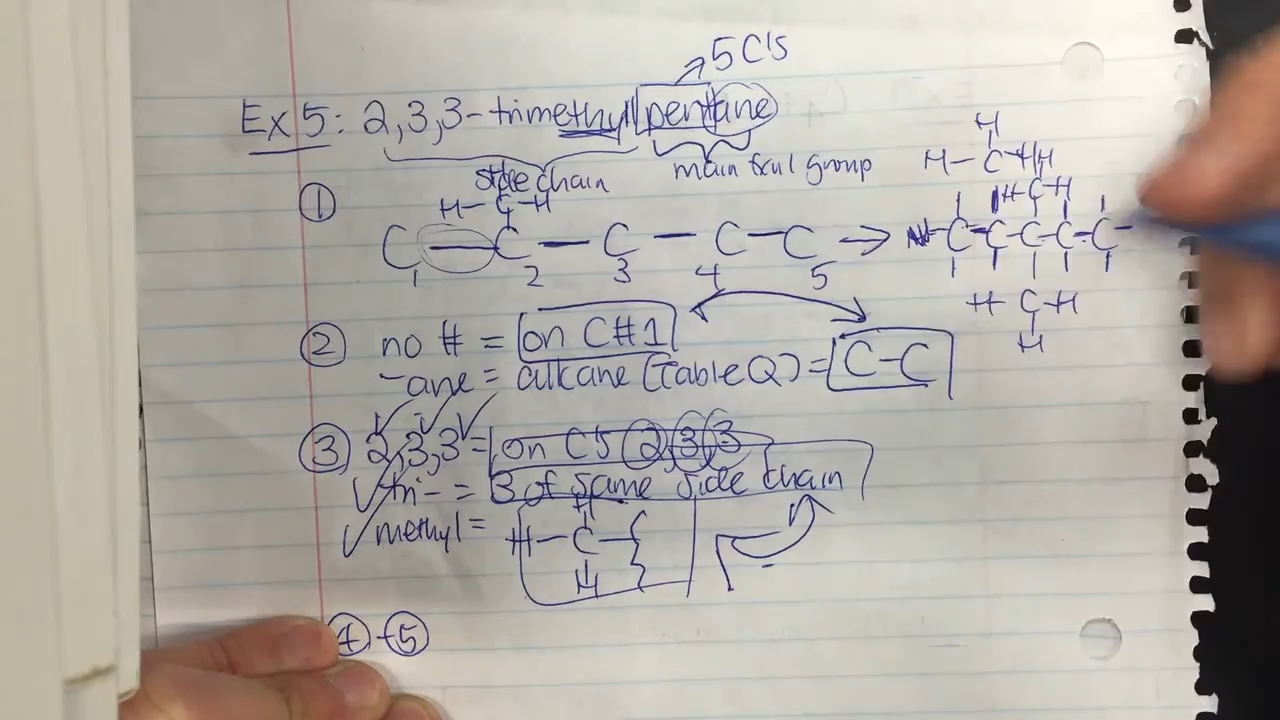 5 C's
Ex 5: 2,3,3-trimethylpentane
side chain main fxnl group
①
H-C-H
C — C — C — C — C →
1 2 3 4 5
H
H-C-H
H-C-H
H-C-C-C-C-C-
H-C-H
H
② no # = on C#1
-ane = alkane (Table Q) = C-C
③ 2,3,3 = on C's 2,3,3
tri- = 3 of same side chain
methyl =
H
H-C-
H
④-⑤